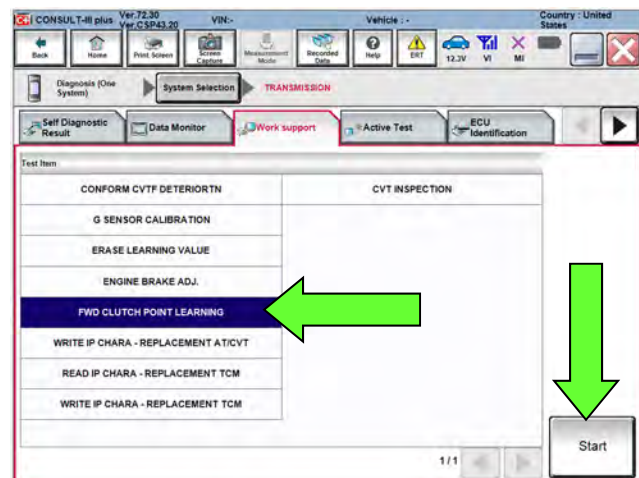 CONSULT-III plus Ver.72.30 VIN:- Vehicle : - Country : United
Ver.CSP43.20 States
Back Home Print Screen Screen Capture Measurement Mode Recorded Data Help ERT 12.3V VI MI
Diagnosis (One System) System Selection TRANSMISSION
Self Diagnostic Result Data Monitor Work support Active Test ECU Identification
Test Item
CONFORM CVTF DETERIORTN CVT INSPECTION
G SENSOR CALIBRATION
ERASE LEARNING VALUE
ENGINE BRAKE ADJ.
FWD CLUTCH POINT LEARNING
WRITE IP CHARA - REPLACEMENT AT/CVT
READ IP CHARA - REPLACEMENT TCM
WRITE IP CHARA - REPLACEMENT TCM
Start
1/1